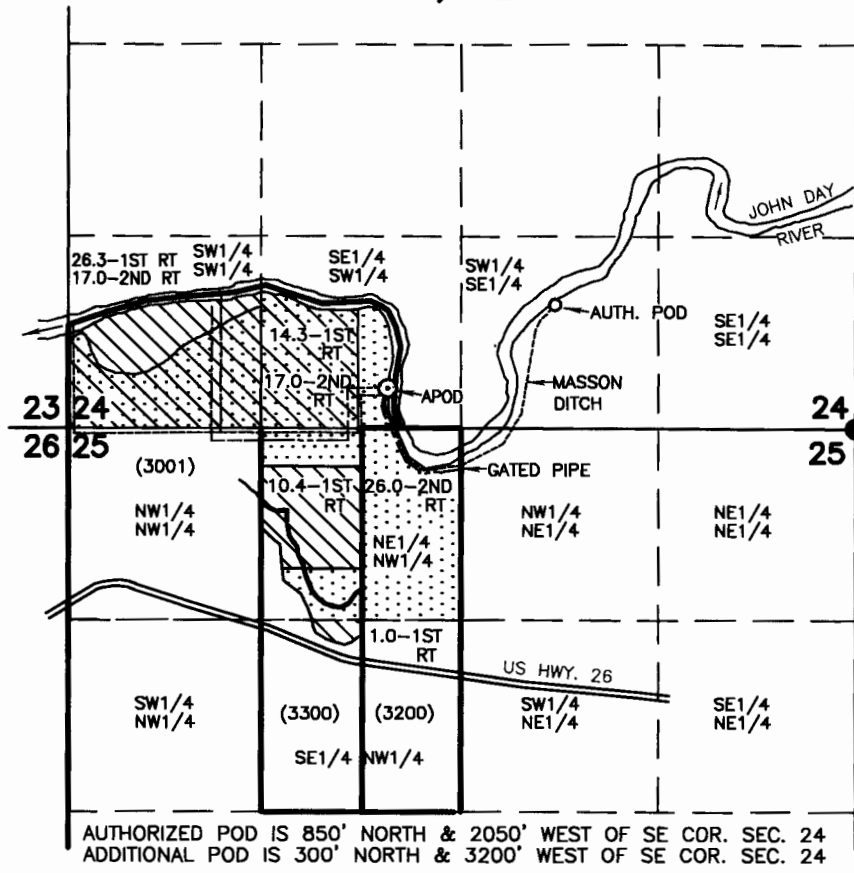 JOHN DAY
RIVER
26.3-1ST RT
17.0-2ND RT
SW1/4
SW1/4
SE1/4
SW1/4
SW1/4
SE1/4
AUTH. POD
SE1/4
SE1/4
14.3-1ST
RT
17.0-2ND
RT
APOD
MASSON
DITCH
23 24
24
26 25
25
GATED PIPE
(3001)
NW1/4
NW1/4
10.4-1ST
RT
26.0-2ND
RT
NE1/4
NW1/4
NW1/4
NE1/4
NE1/4
NE1/4
1.0-1ST
RT
US HWY. 26
SW1/4
NW1/4
(3300)
(3200)
SE1/4 NW1/4
SW1/4
NE1/4
SE1/4
NE1/4
AUTHORIZED POD IS 850' NORTH & 2050' WEST OF SE COR. SEC. 24
ADDITIONAL POD IS 300' NORTH & 3200' WEST OF SE COR. SEC. 24